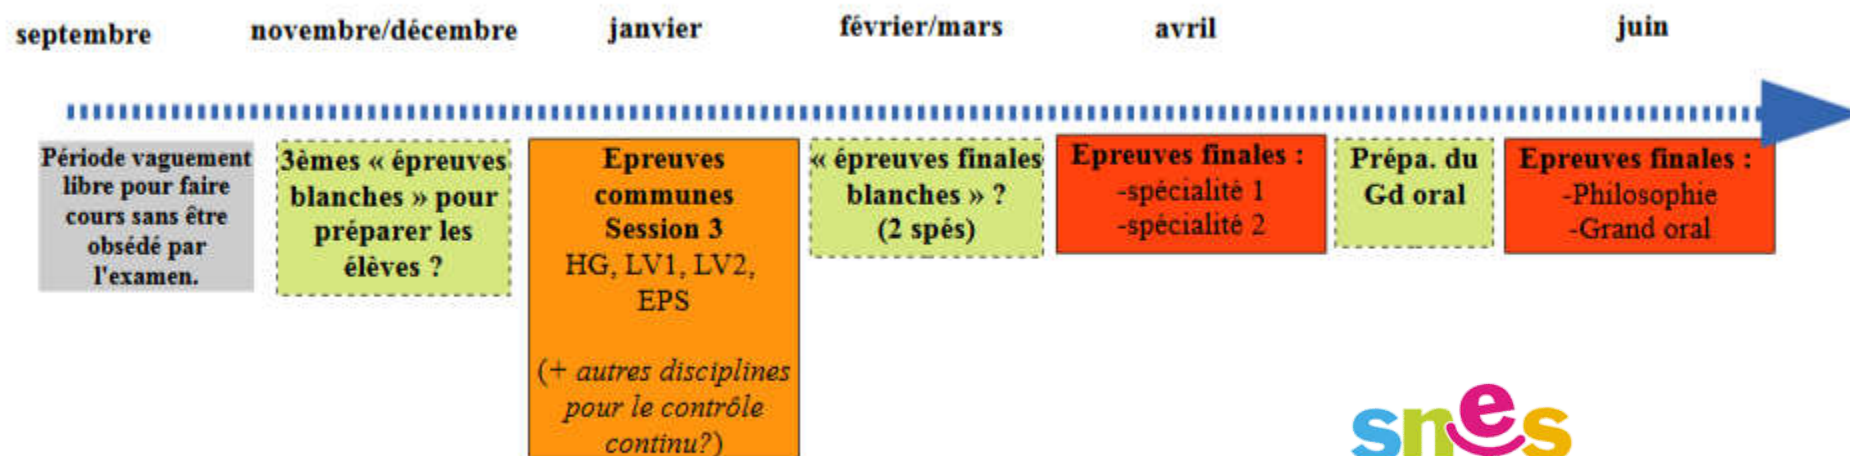 septembre
novembre/décembre
janvier
février/mars
avril
juin
Période vaguement
libre pour faire
cours sans être
obsédé par
l'examen.
3èmes « épreuves
blanches » pour
préparer les
élèves ?
Epreuves
communes
Session 3
HG, LV1, LV2,
EPS
(+ autres disciplines
pour le contrôle
continu?)
« épreuves finales
blanches » ?
(2 spés)
Epreuves finales :
-spécialité 1
-spécialité 2
Prépa. du
Gd oral
Epreuves finales :
-Philosophie
-Grand oral
snes